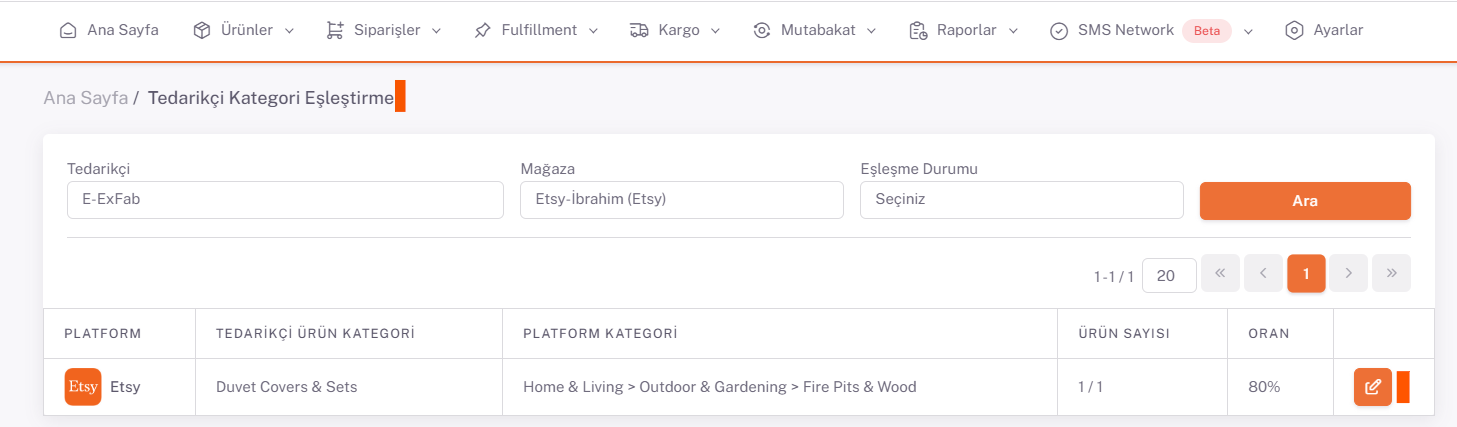 Ana Sayfa Ürünler Siparişler Fulfillment Kargo Mutabakat Raporlar SMS Network Beta Ayarlar
Ana Sayfa / Tedarikçi Kategori Eşleştirme
Tedarikçi Mağaza Eşleşme Durumu
E-ExFab Etsy-İbrahim (Etsy) Seçiniz Ara
1-1 / 1 20 « < 1 > »
PLATFORM TEDARİKÇİ ÜRÜN KATEGORİ PLATFORM KATEGORİ ÜRÜN SAYISI ORAN
Etsy Etsy Duvet Covers & Sets Home & Living > Outdoor & Gardening > Fire Pits & Wood 1 / 1 80%